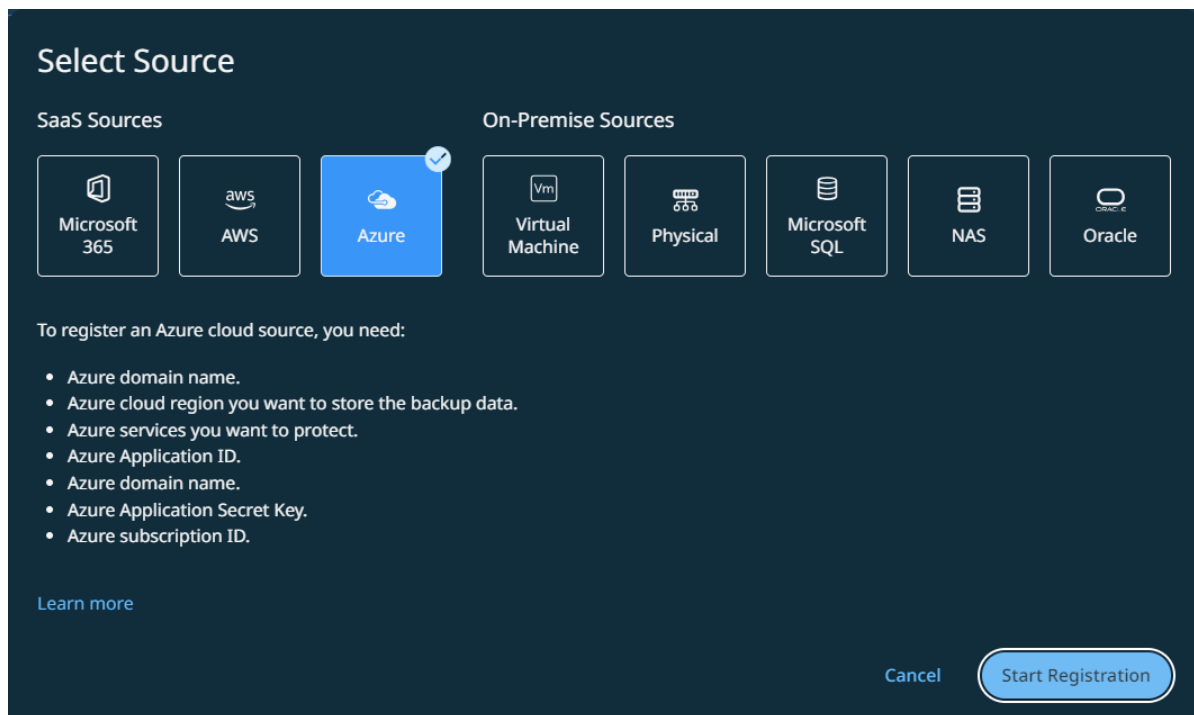 Select Source
SaaS Sources
On-Premise Sources
Microsoft
365
aws
AWS
Azure
Vm
Virtual
Machine
Physical
Microsoft
SQL
NAS
ORACLE
Oracle
To register an Azure cloud source, you need:
• Azure domain name.
• Azure cloud region you want to store the backup data.
• Azure services you want to protect.
• Azure Application ID.
• Azure domain name.
• Azure Application Secret Key.
• Azure subscription ID.
Learn more
Cancel
Start Registration